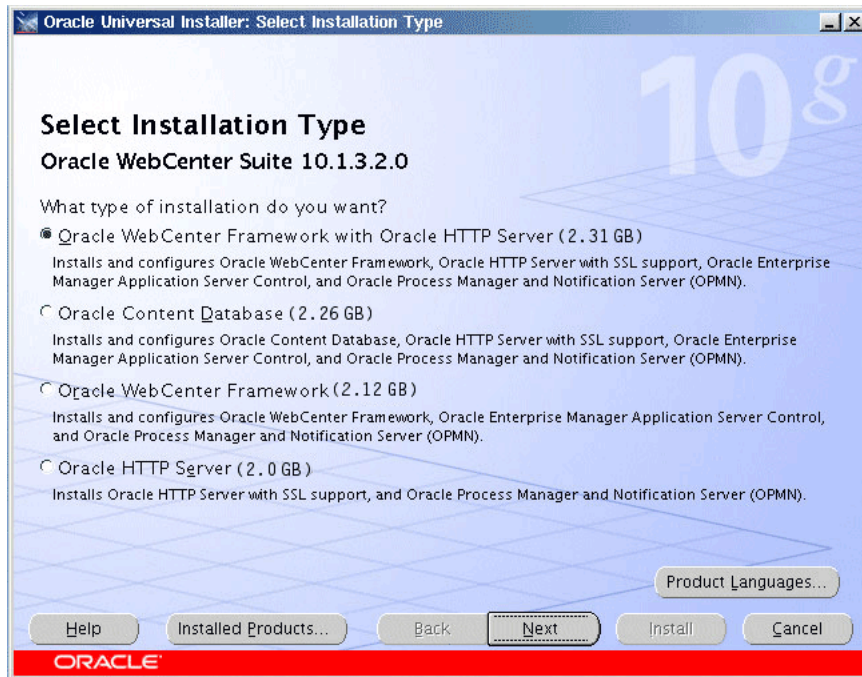 Oracle Universal Installer: Select Installation Type
10g
Select Installation Type
Oracle WebCenter Suite 10.1.3.2.0
What type of installation do you want?
Oracle WebCenter Framework with Oracle HTTP Server (2.31 GB)
Installs and configures Oracle WebCenter Framework, Oracle HTTP Server with SSL support, Oracle Enterprise
Manager Application Server Control, and Oracle Process Manager and Notification Server (OPMN).
Oracle Content Database (2.26 GB)
Installs and configures Oracle Content Database, Oracle HTTP Server with SSL support, Oracle Enterprise
Manager Application Server Control, and Oracle Process Manager and Notification Server (OPMN).
Oracle WebCenter Framework (2.12 GB)
Installs and configures Oracle WebCenter Framework, Oracle Enterprise Manager Application Server Control,
and Oracle Process Manager and Notification Server (OPMN).
Oracle HTTP Server (2.0 GB)
Installs Oracle HTTP Server with SSL support, and Oracle Process Manager and Notification Server (OPMN).
Product Languages...
Help
Installed Products...
Back
Next
Install
Cancel
ORACLE